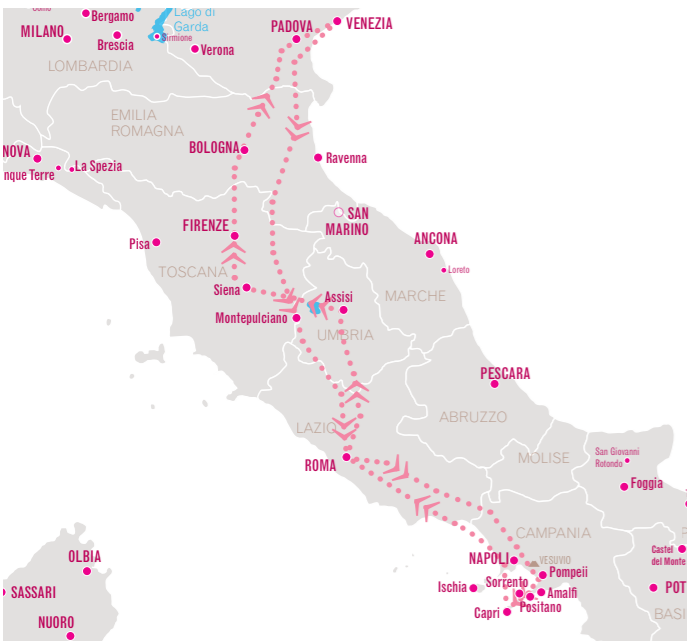 Bergamo
Lago di
Garda
MILANO
Brescia
Sirmione
Verona
PADOVA
VENEZIA
LOMBARDIA
EMILIA
ROMAGNA
BOLOGNA
Ravenna
NOVA
nque Terre
La Spezia
SAN
MARINO
FIRENZE
Pisa
ANCONA
Loreto
TOSCANA
MARCHE
Siena
Assisi
Montepulciano
UMBRIA
PESCARA
ABRUZZO
LAZIO
ROMA
MOLISE
San Giovanni
Rotondo
Foggia
CAMPANIA
NAPOLI
VESUVIO
Pompeii
Castel
del Monte
Ischia
Sorrento
Amalfi
Positano
Capri
POT
BASI
OLBIA
SASSARI
NUORO